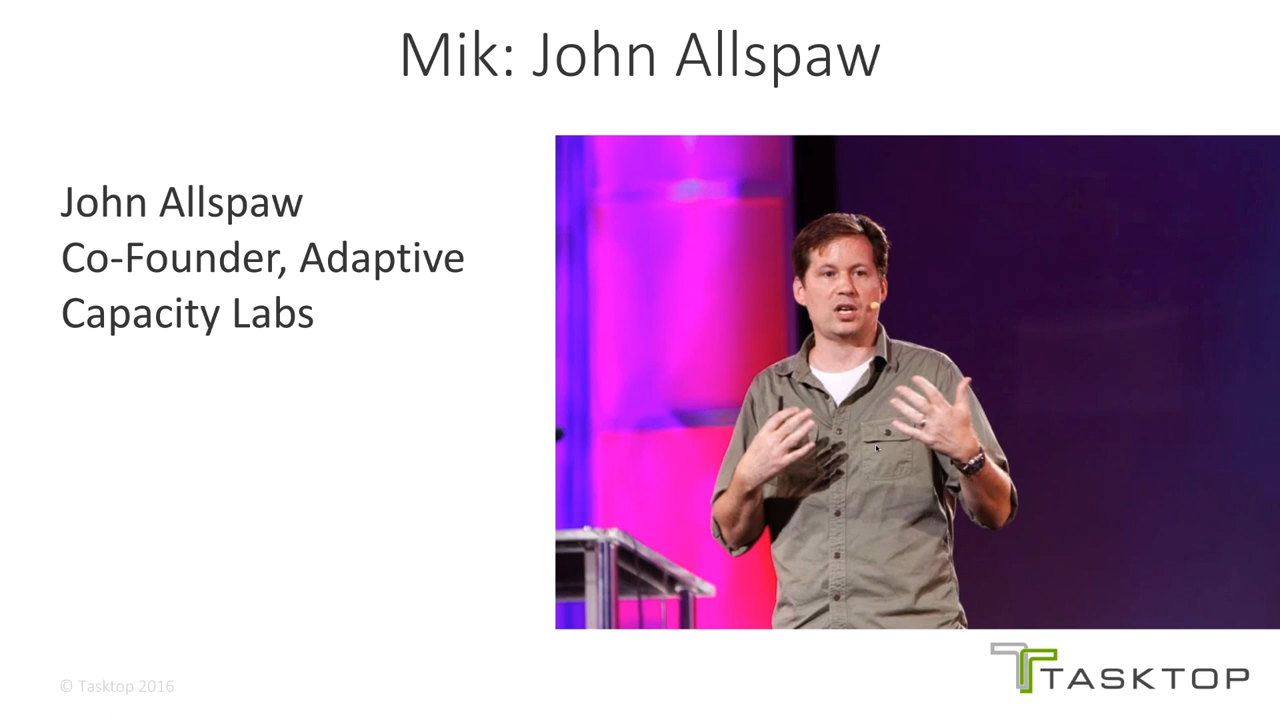 Mik: John Allspaw
John Allspaw
Co-Founder, Adaptive
Capacity Labs
© Tasktop 2016
TASKTOP